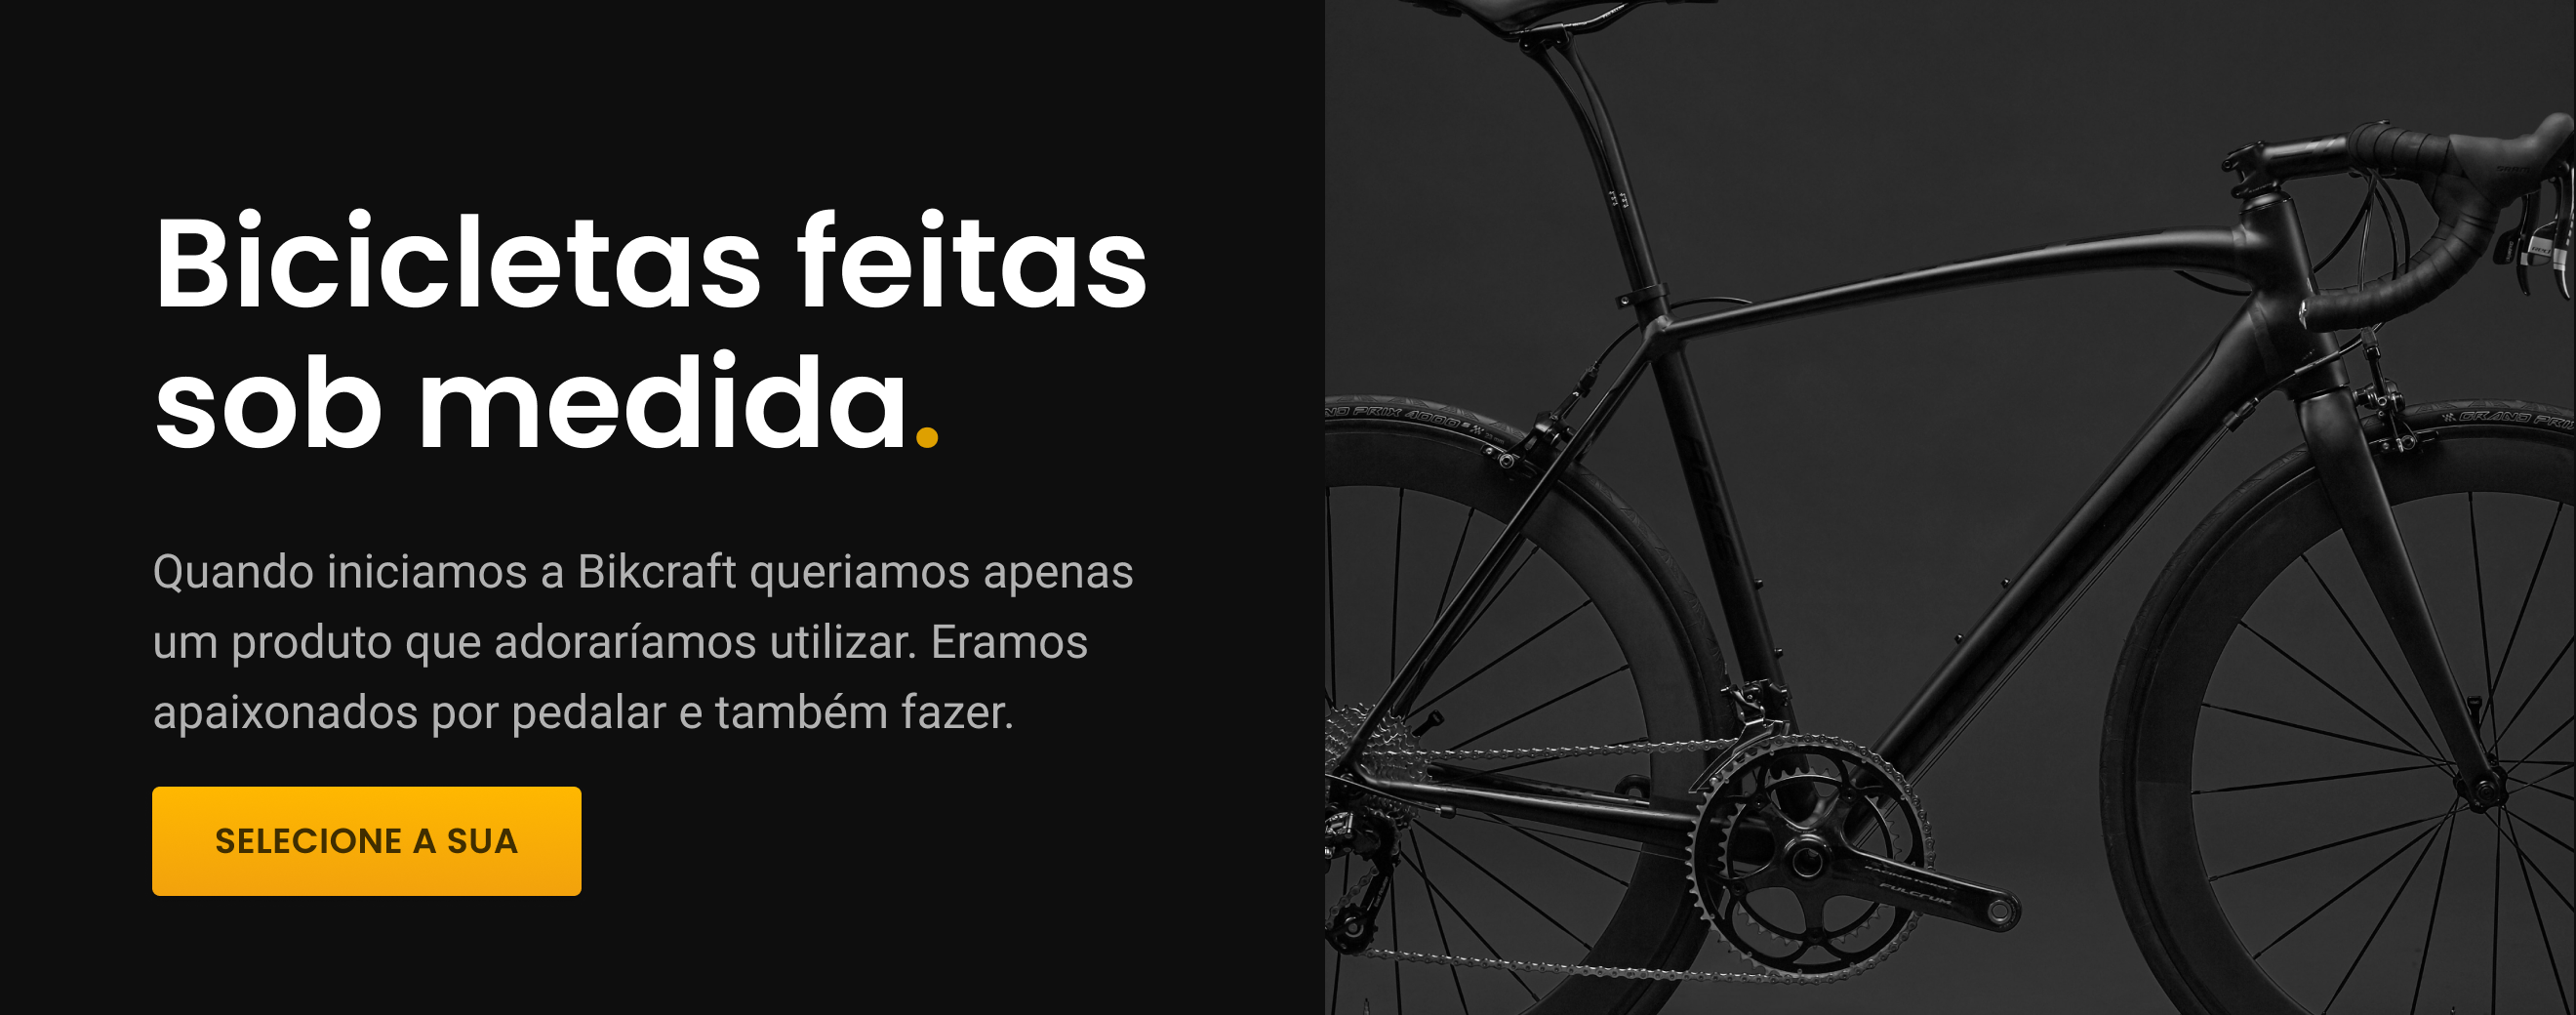 Bicicletas feitas
sob medida.
Quando iniciamos a Bikcraft queriamos apenas
um produto que adoraríamos utilizar. Eramos
apaixonados por pedalar e também fazer.
SELECIONE A SUA
GRAND PRIX
ND PRIX 4000
FULCRUM